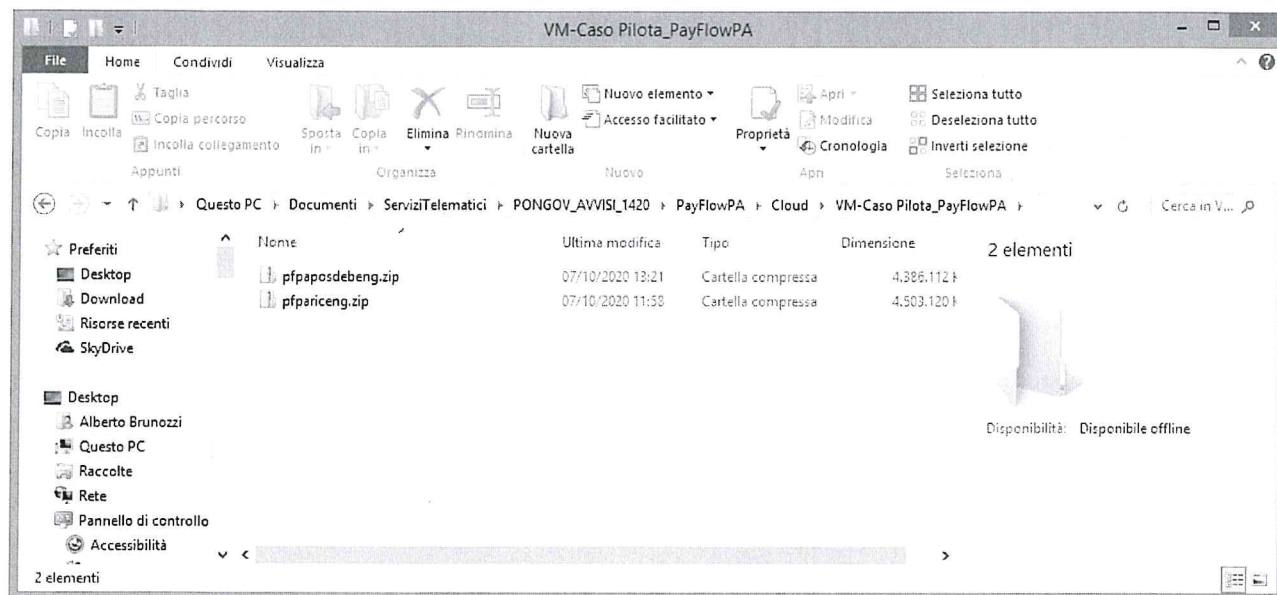 VM-Caso Pilota_PayFlowPA
File Home Condividi Visualizza
Copia
Incolla
Taglia
Copia percorso
Incolla collegamento
Appunti
Sposta in
Copia in
Elimina
Rinomina
Organizza
Nuova cartella
Nuovo elemento
Accesso facilitato
Nuovo
Proprietà
Apri
Modifica
Cronologia
Apri
Seleziona tutto
Deseleziona tutto
Inverti selezione
Seleziona
Questo PC Documenti ServiziTelematici PONGOV_AVVISI_1420 PayFlowPA Cloud VM-Caso Pilota_PayFlowPA
Cerca in V...
Preferiti
Desktop
Download
Risorse recenti
SkyDrive
Desktop
Alberto Brunozzi
Questo PC
Raccolte
Rete
Pannello di controllo
Accessibilità
Nome Ultima modifica Tipo Dimensione
pfpaposdebeng.zip 07/10/2020 13:21 Cartella compressa 4.386.112 K
pfpariceng.zip 07/10/2020 11:58 Cartella compressa 4.503.120 K
2 elementi
Disponibilità: Disponibile offline
2 elementi